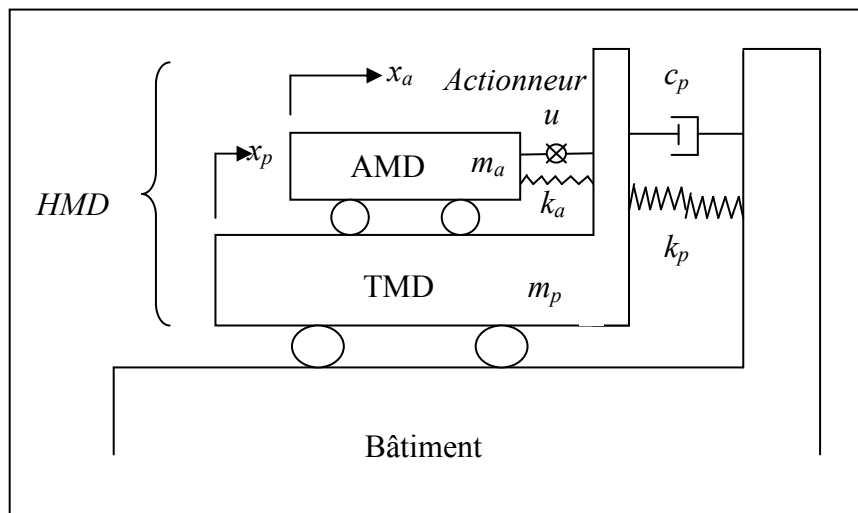 x_a
Actionneur
c_p
u
x_p
AMD
m_a
HMD
k_a
k_p
TMD
m_p
Bâtiment